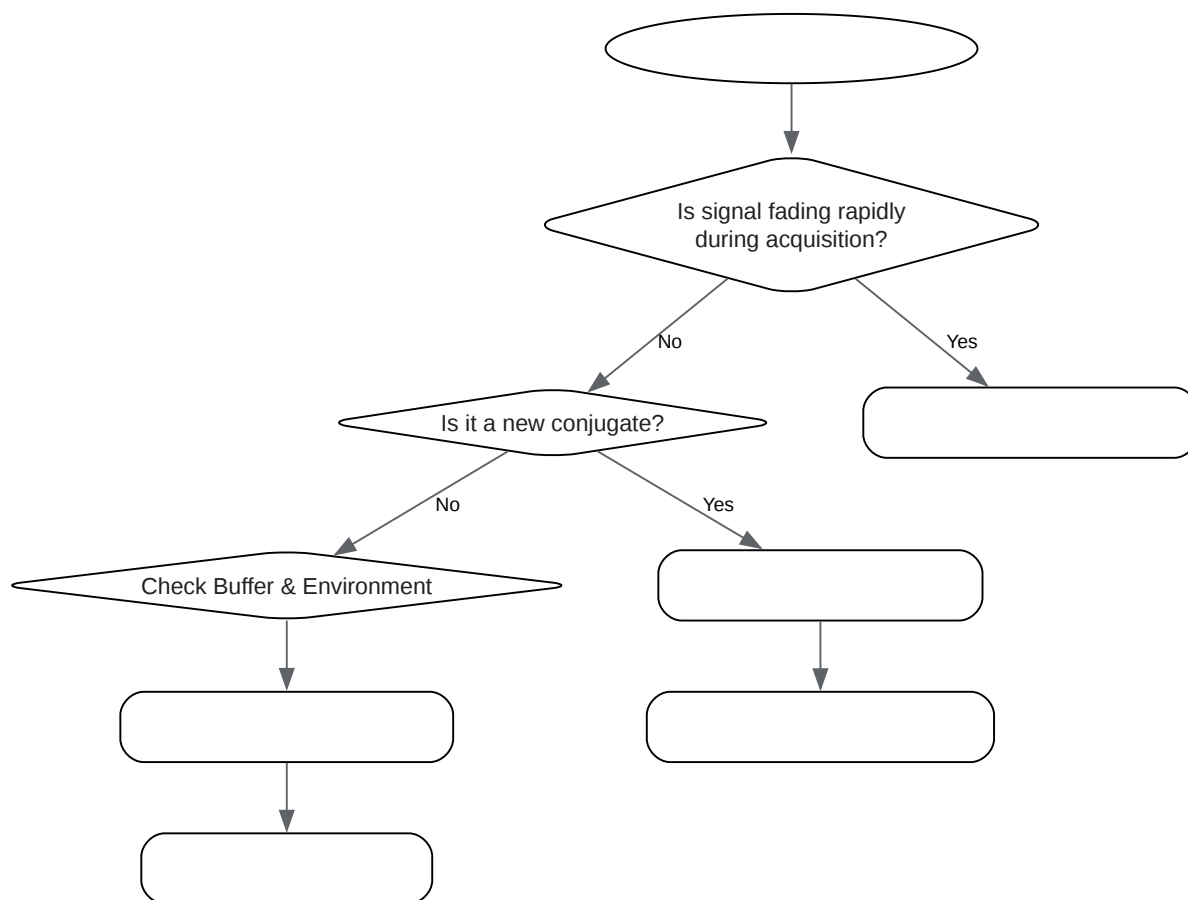 Is signal fading rapidly
during acquisition?
No
Yes
Is it a new conjugate?
No
Yes
Check Buffer & Environment